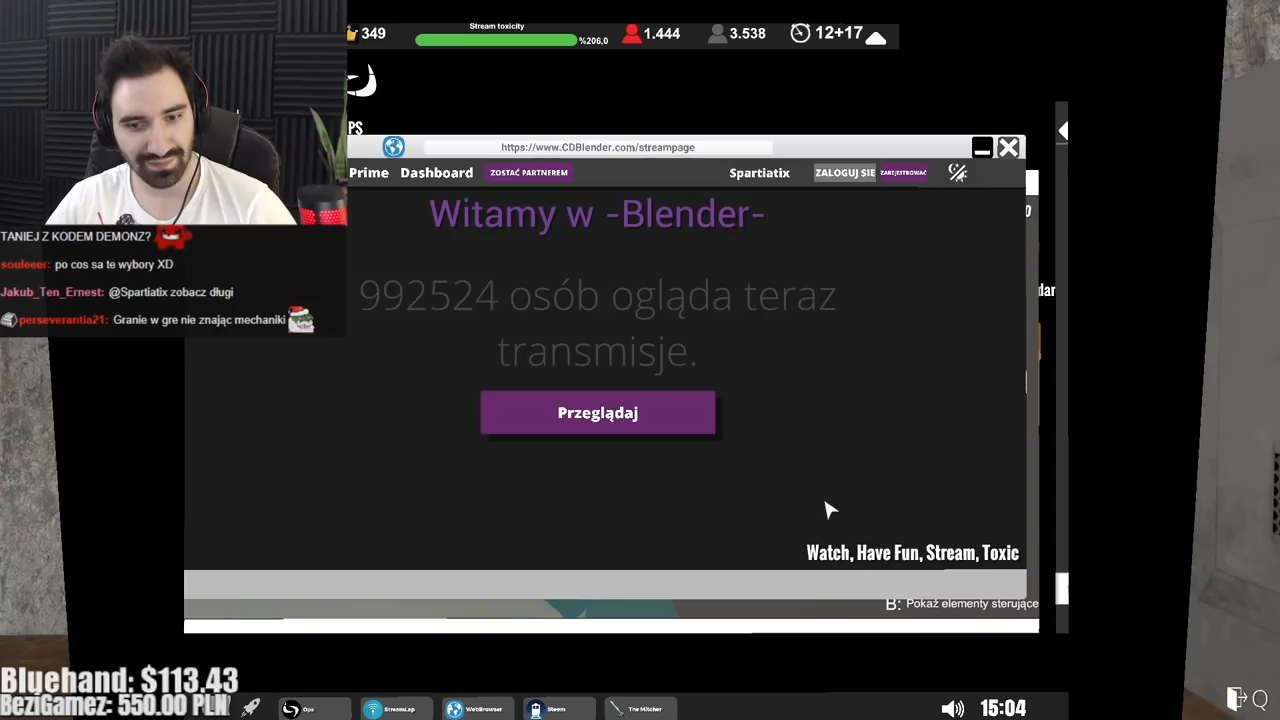 349
Stream toxicity
%206,0
1.444
3.538
12+17
PS
https://www.CDBlender.com/streampage
Prime
Dashboard
ZOSTAĆ PARTNEREM
Spartiatix
ZALOGUJ SIE
ZAREJESTROWAĆ
Witamy w -Blender-
TANIEJ Z KODEM DEMONZ?
souleeer: po cos sa te wybory XD
Jakub_Ten_Ernest: @Spartiatix zobacz długi
perseverantia21: Granie w gre nie znając mechaniki
992524 osób ogląda teraz
transmisje.
Przeglądaj
Watch, Have Fun, Stream, Toxic
B: Pokaż elementy sterujące
Bluehand: $113.43
BeziGamez: 550.00 PLN
Ops
StreamLap
WebBrowser
Steem
The Mitcher
15:04
Q